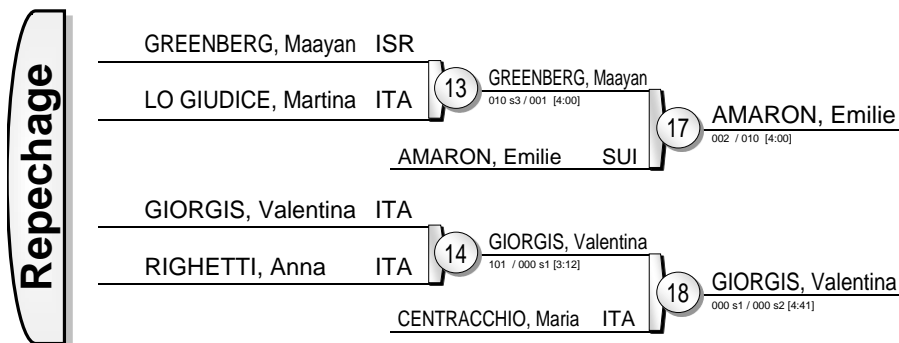 Repechage
GREENBERG, Maayan ISR
LO GIUDICE, Martina ITA
13
GREENBERG, Maayan
010 s3 / 001 [4:00]
AMARON, Emilie SUI
17
AMARON, Emilie
002 / 010 [4:00]
GIORGIS, Valentina ITA
RIGHETTI, Anna ITA
14
GIORGIS, Valentina
101 / 000 s1 [3:12]
CENTRACCHIO, Maria ITA
18
GIORGIS, Valentina
000 s1 / 000 s2 [4:41]